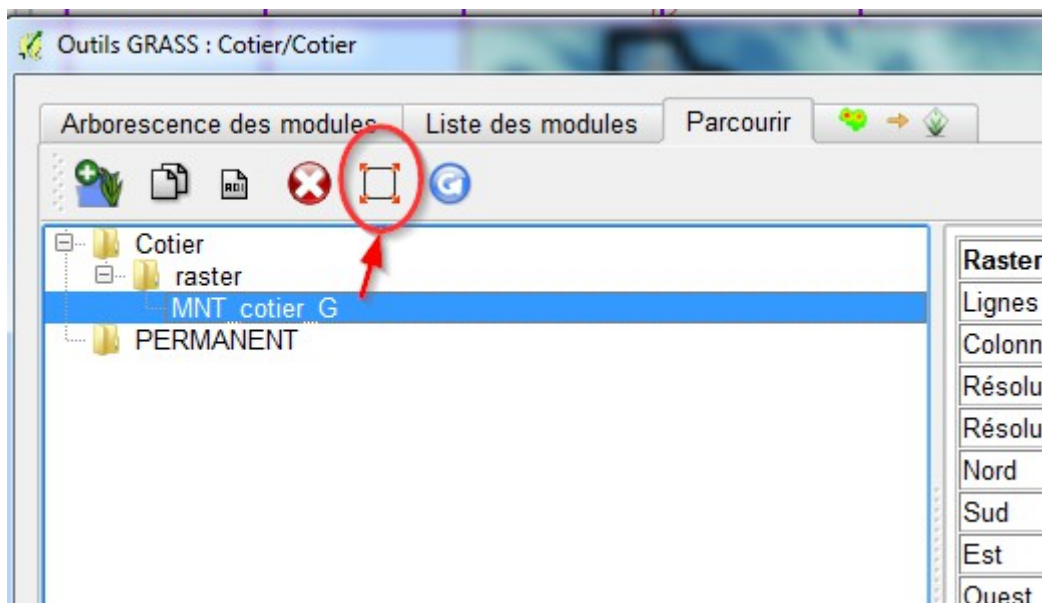 Outils GRASS : Cotier/Cotier
Arborescence des modules
Liste des modules
Parcourir
Cotier
raster
MNT_cotier_G
PERMANENT
Raster
Lignes
Colonn
Résolu
Résolu
Nord
Sud
Est
Ouest